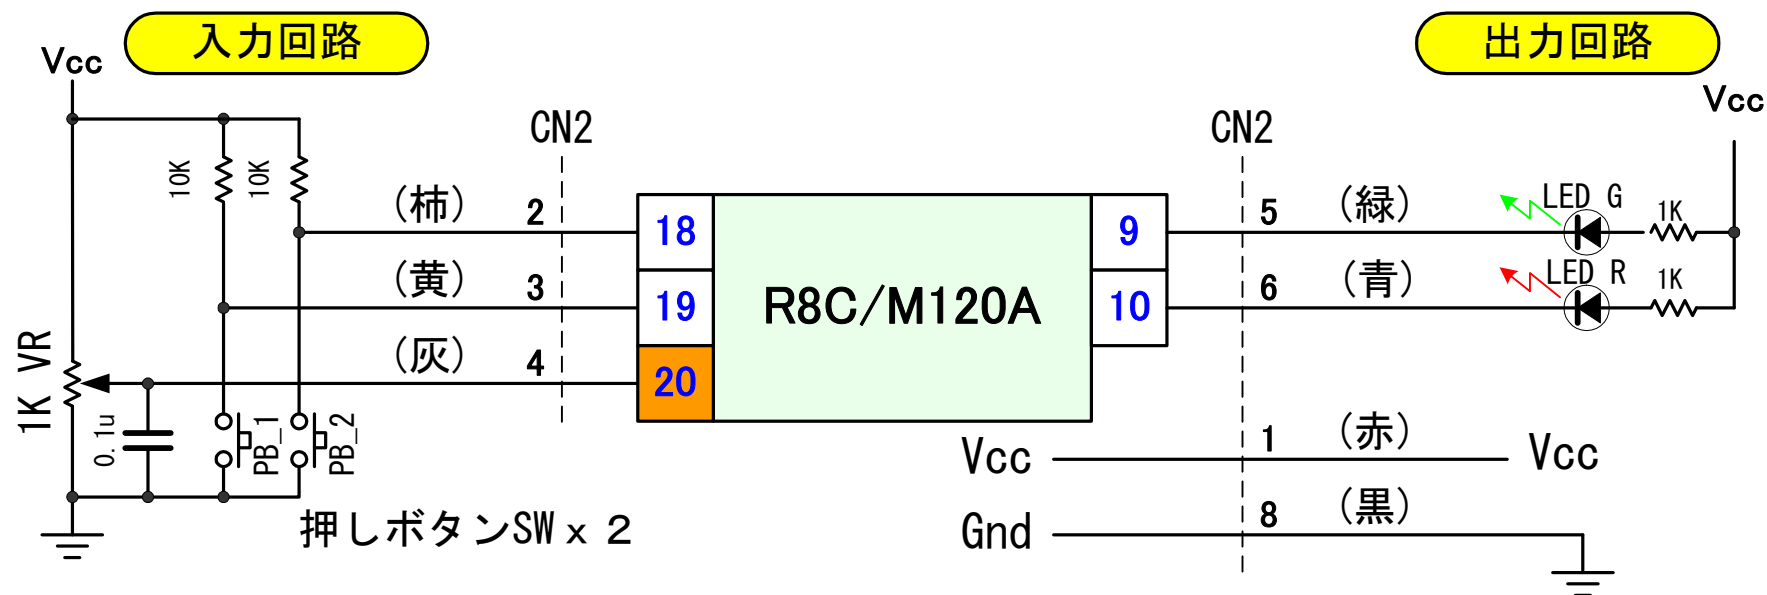 入力回路
出力回路
Vcc
Vcc
CN2
CN2
10K
10K
(柿)
2
18
9
5
(緑)
LED G
1K
(黄)
3
19
R8C/M120A
10
6
(青)
LED R
1K
(灰)
4
20
1K VR
0.1u
PB_1
PB_2
Vcc
1
(赤)
Vcc
押しボタンSWx２
Gnd
8
(黒)